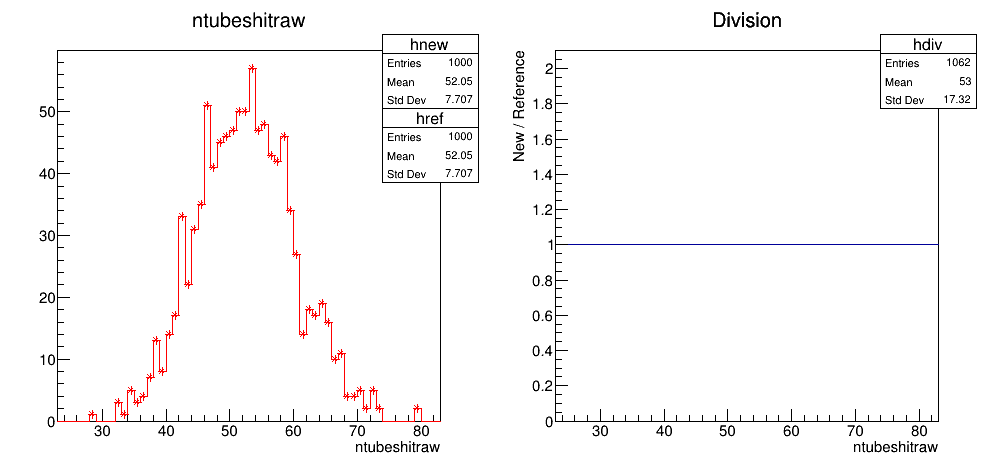 ntubeshitraw
hnew
Entries 1000
Mean 52.05
Std Dev 7.707
href
Entries 1000
Mean 52.05
Std Dev 7.707
50
40
30
20
10
0
30 40 50 60 70 80
ntubeshitraw
Division
hdiv
Entries 1062
Mean 53
Std Dev 17.32
New / Reference
2
1.8
1.6
1.4
1.2
1
0.8
0.6
0.4
0.2
0
30 40 50 60 70 80
ntubeshitraw